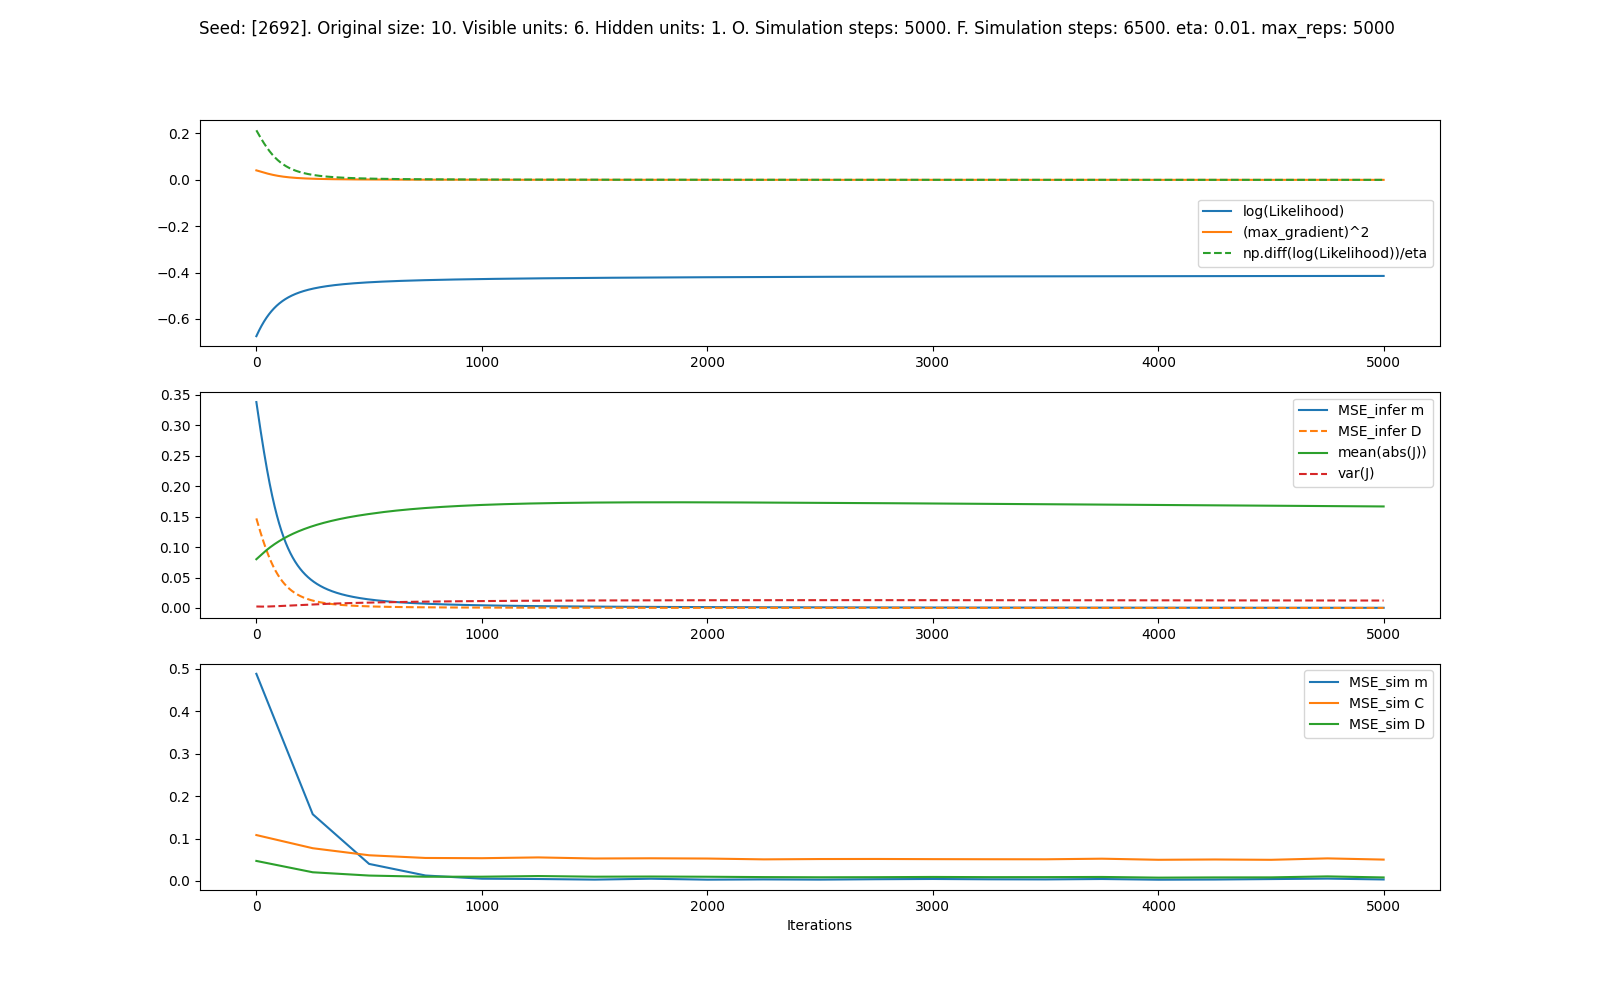 Seed: [2692]. Original size: 10. Visible units: 6. Hidden units: 1. O. Simulation steps: 5000. F. Simulation steps: 6500. eta: 0.01. max_reps: 5000
0.2
0.0
−0.2
−0.4
−0.6
log(Likelihood)
(max_gradient)^2
np.diff(log(Likelihood))/eta
0 1000 2000 3000 4000 5000
0.35
0.30
0.25
0.20
0.15
0.10
0.05
0.00
MSE_infer m
MSE_infer D
mean(abs(J))
var(J)
0 1000 2000 3000 4000 5000
0.5
0.4
0.3
0.2
0.1
0.0
MSE_sim m
MSE_sim C
MSE_sim D
0 1000 2000 3000 4000 5000
Iterations